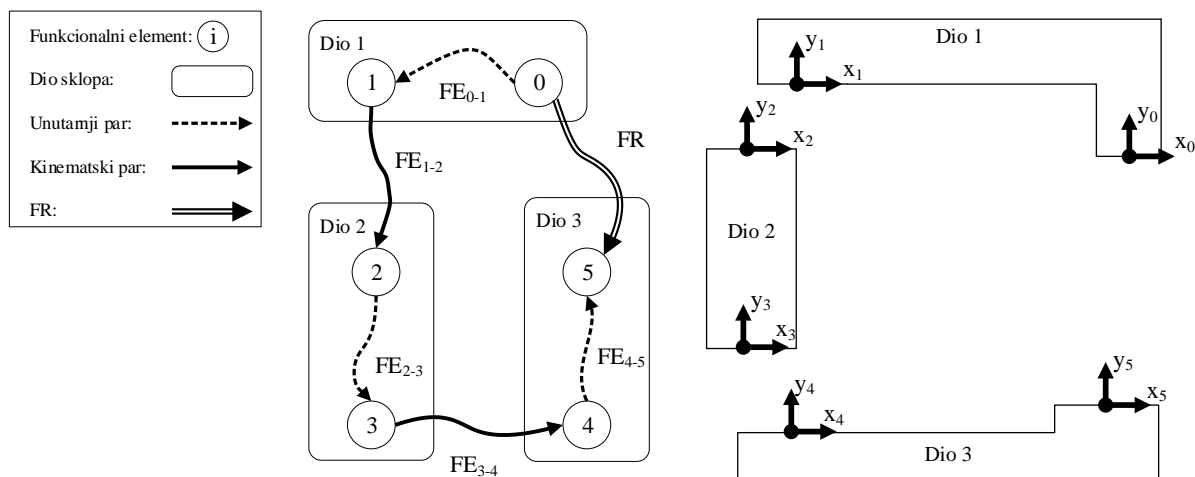 Funkcionalni element: i
Dio sklopa:
Unutarnji par:
Kinematski par:
FR:
Dio 1
1
0
FE0-1
FE1-2
FR
Dio 2
2
3
FE2-3
FE3-4
Dio 3
5
4
FE4-5
Dio 1
y1
x1
y0
x0
y2
x2
Dio 2
y3
x3
y4
x4
y5
x5
Dio 3